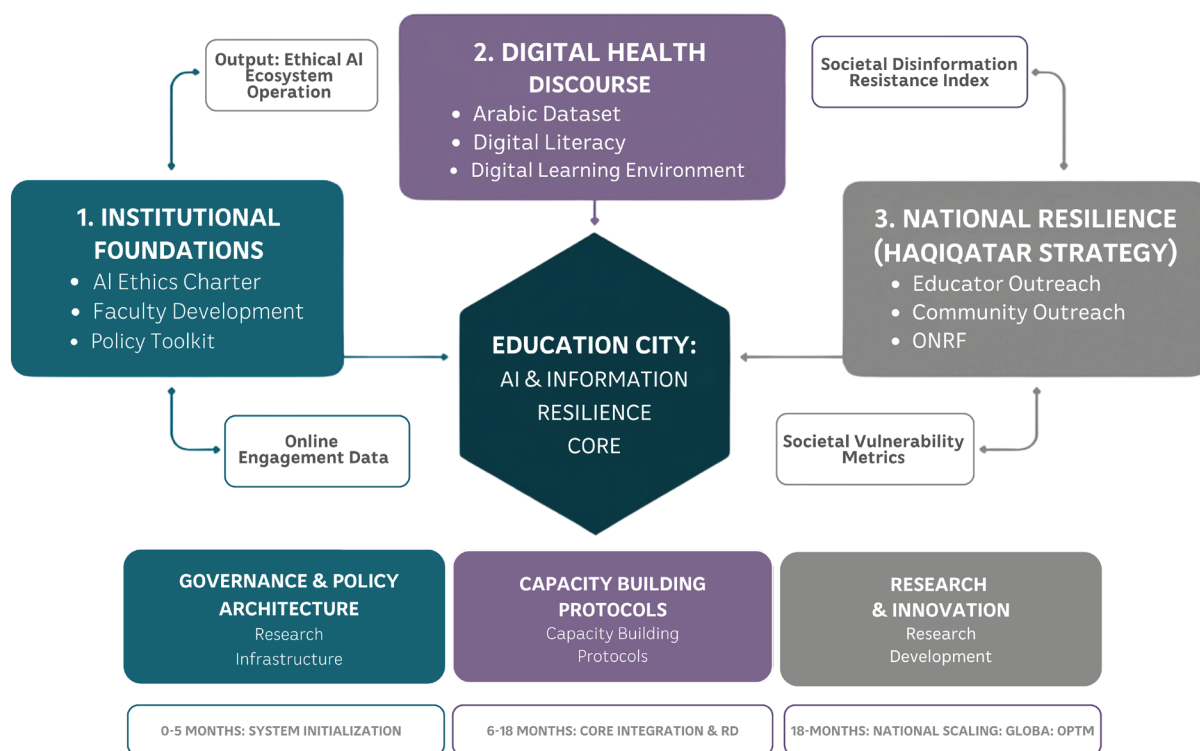 Output: Ethical AI
Ecosystem
Operation
2. DIGITAL HEALTH
DISCOURSE
• Arabic Dataset
• Digital Literacy
• Digital Learning Environment
Societal Disinformation
Resistance Index
1. INSTITUTIONAL
FOUNDATIONS
• AI Ethics Charter
• Faculty Development
• Policy Toolkit
3. NATIONAL RESILIENCE
(HAQIQATAR STRATEGY)
• Educator Outreach
• Community Outreach
• ONRF
EDUCATION CITY:
AI & INFORMATION
RESILIENCE
CORE
Online
Engagement Data
Societal Vulnerability
Metrics
GOVERNANCE & POLICY
ARCHITECTURE
Research
Infrastructure
CAPACITY BUILDING
PROTOCOLS
Capacity Building
Protocols
RESEARCH
& INNOVATION
Research
Development
0-5 MONTHS: SYSTEM INITIALIZATION
6-18 MONTHS: CORE INTEGRATION & RD
18-MONTHS: NATIONAL SCALING: GLOBA: OPTM